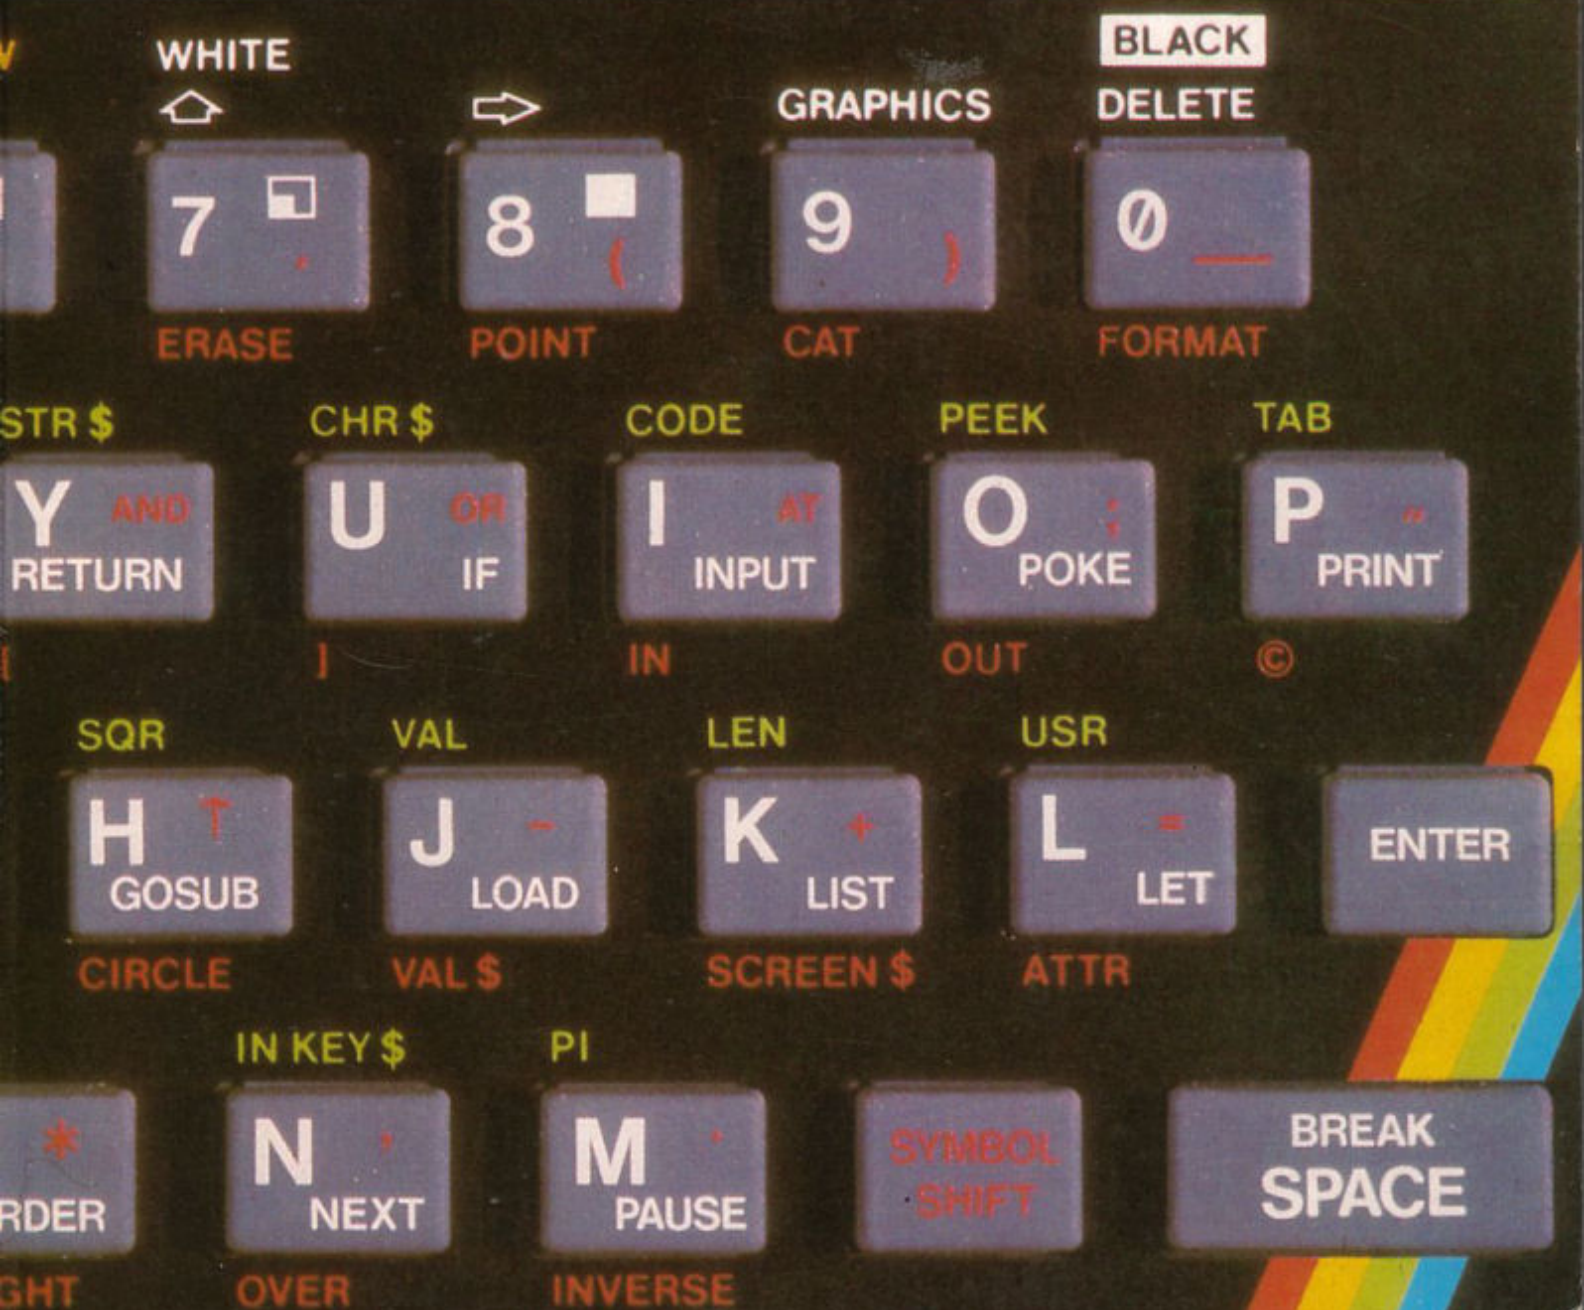 WHITE BLACK
GRAPHICS DELETE
7 ' 8 ( 9 ) 0 _
ERASE POINT CAT FORMAT
STR $ CHR $ CODE PEEK TAB
Y AND U OR I AT O ; P "
RETURN IF INPUT POKE PRINT
[ ] IN OUT ©
SQR VAL LEN USR
H ↑ J − K + L =
ENTER
GOSUB LOAD LIST LET
CIRCLE VAL $ SCREEN $ ATTR
IN KEY $ PI
* N , M . SYMBOL BREAK
RDER NEXT PAUSE SHIFT SPACE
GHT OVER INVERSE